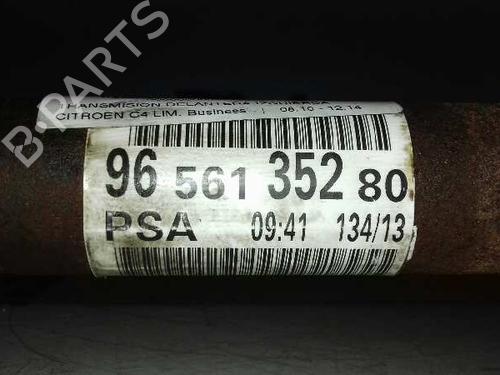 B-PARTS
TRANSMISION DELANTERA IZQUIERDA
CITROEN C4 LIM. Business | 08.10 - 12.14
96 561 352 80
PSA 09:41 134/13